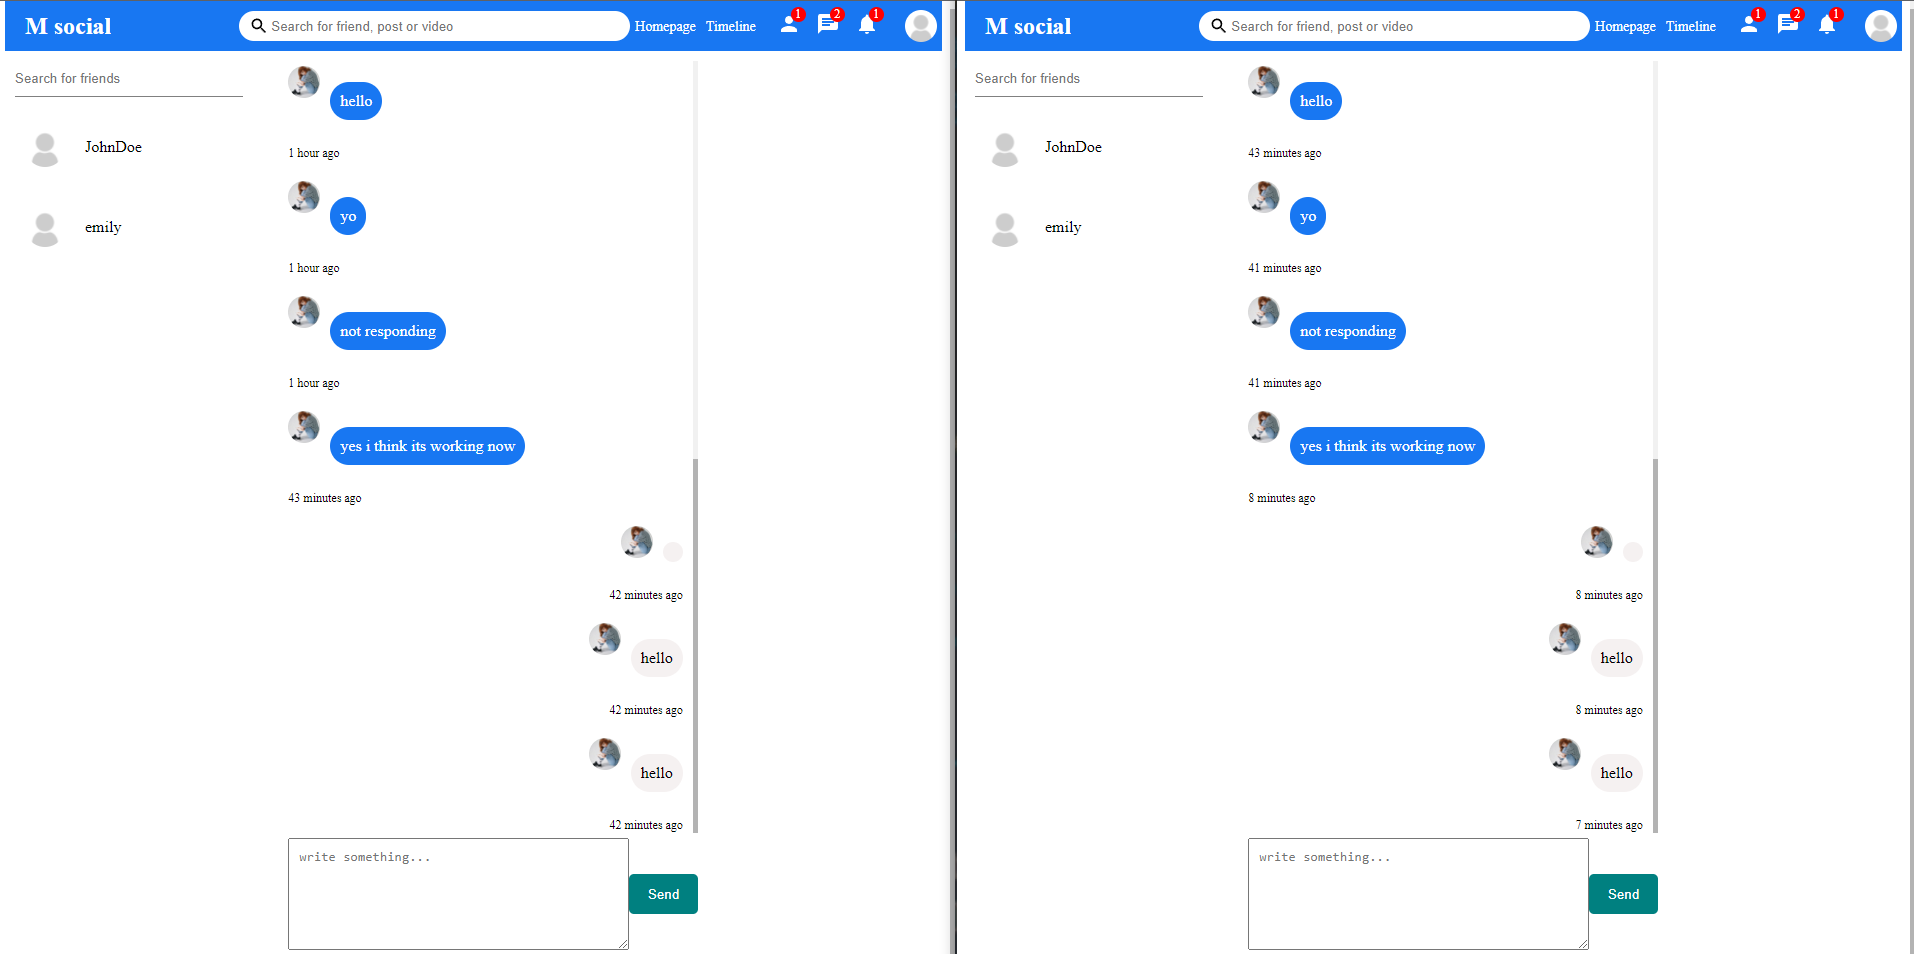 M social
Search for friend, post or video
Homepage Timeline
1
2
1
Search for friends
JohnDoe
emily
hello
1 hour ago
yo
1 hour ago
not responding
1 hour ago
yes i think its working now
43 minutes ago
42 minutes ago
hello
42 minutes ago
hello
42 minutes ago
write something...
Send
M social
Search for friend, post or video
Homepage Timeline
1
2
1
Search for friends
JohnDoe
emily
hello
43 minutes ago
yo
41 minutes ago
not responding
41 minutes ago
yes i think its working now
8 minutes ago
8 minutes ago
hello
8 minutes ago
hello
7 minutes ago
write something...
Send